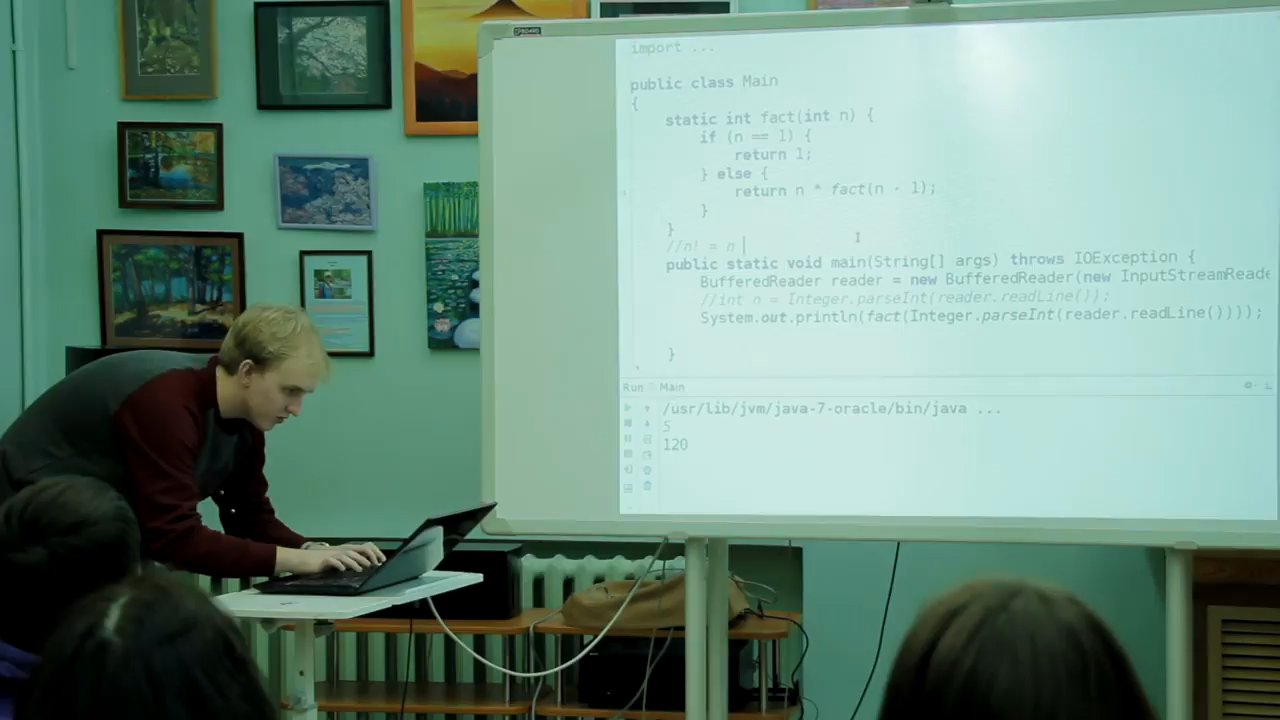 import ...
public class Main
{
static int fact(int n) {
if (n == 1) {
return 1;
} else {
return n * fact(n - 1);
}
}
//n! = n
public static void main(String[] args) throws IOException {
BufferedReader reader = new BufferedReader(new InputStreamReade
//int n = Integer.parseInt(reader.readLine());
System.out.println(fact(Integer.parseInt(reader.readLine())));
}
Run Main
/usr/lib/jvm/java-7-oracle/bin/java ...
5
120